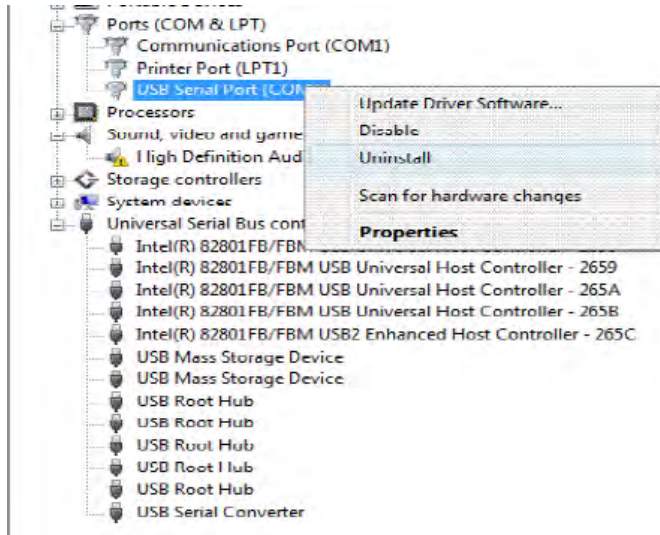 Ports (COM & LPT)
Communications Port (COM1)
Printer Port (LPT1)
USB Serial Port (COM
Processors
Sound, video and game
High Definition Aud
Storage controllers
System devices
Universal Serial Bus cont
Update Driver Software...
Disable
Uninstall
Scan for hardware changes
Properties
Intel(R) 82801FB/FBM
Intel(R) 82801FB/FBM USB Universal Host Controller - 2659
Intel(R) 82801FB/FBM USB Universal Host Controller - 265A
Intel(R) 82801FB/FBM USB Universal Host Controller - 265B
Intel(R) 82801FB/FBM USB2 Enhanced Host Controller - 265C
USB Mass Storage Device
USB Mass Storage Device
USB Root Hub
USB Root Hub
USB Root Hub
USB Root Hub
USB Root Hub
USB Serial Converter